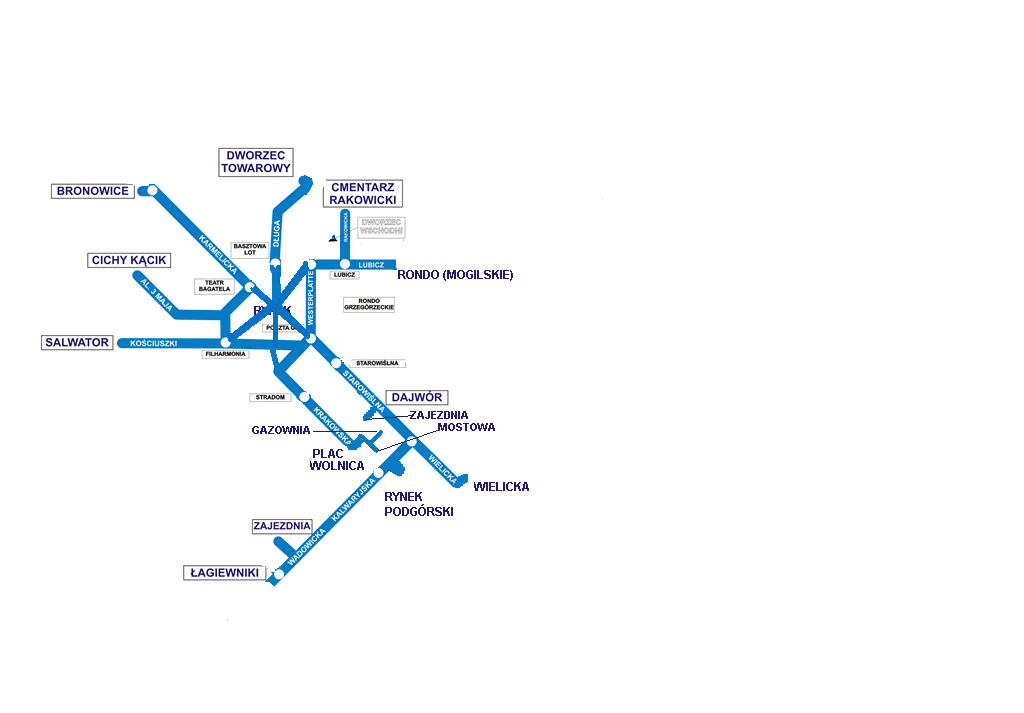 DWORZEC
TOWAROWY
BRONOWICE
CMENTARZ
RAKOWICKI
RAKOWICKA
DWORZEC
WSCHODNI
DŁUGA
KARMELICKA
BASZTOWA
LOT
CICHY KĄCIK
LUBICZ
LUBICZ
RONDO (MOGILSKIE)
AL. 3 MAJA
TEATR
BAGATELA
WESTERPLATTE
RONDO
GRZEGÓRZECKIE
RYNEK
POCZTA G
SALWATOR
KOŚCIUSZKI
FILHARMONIA
STAROWIŚLNA
STAROWIŚLNA
STRADOM
DAJWÓR
KRAKOWSKA
ZAJEZDNIA
GAZOWNIA
MOSTOWA
PLAC
WOLNICA
WIELICKA
WIELICKA
KALWARYJSKA
RYNEK
PODGÓRSKI
ZAJEZDNIA
WADOWICKA
ŁAGIEWNIKI